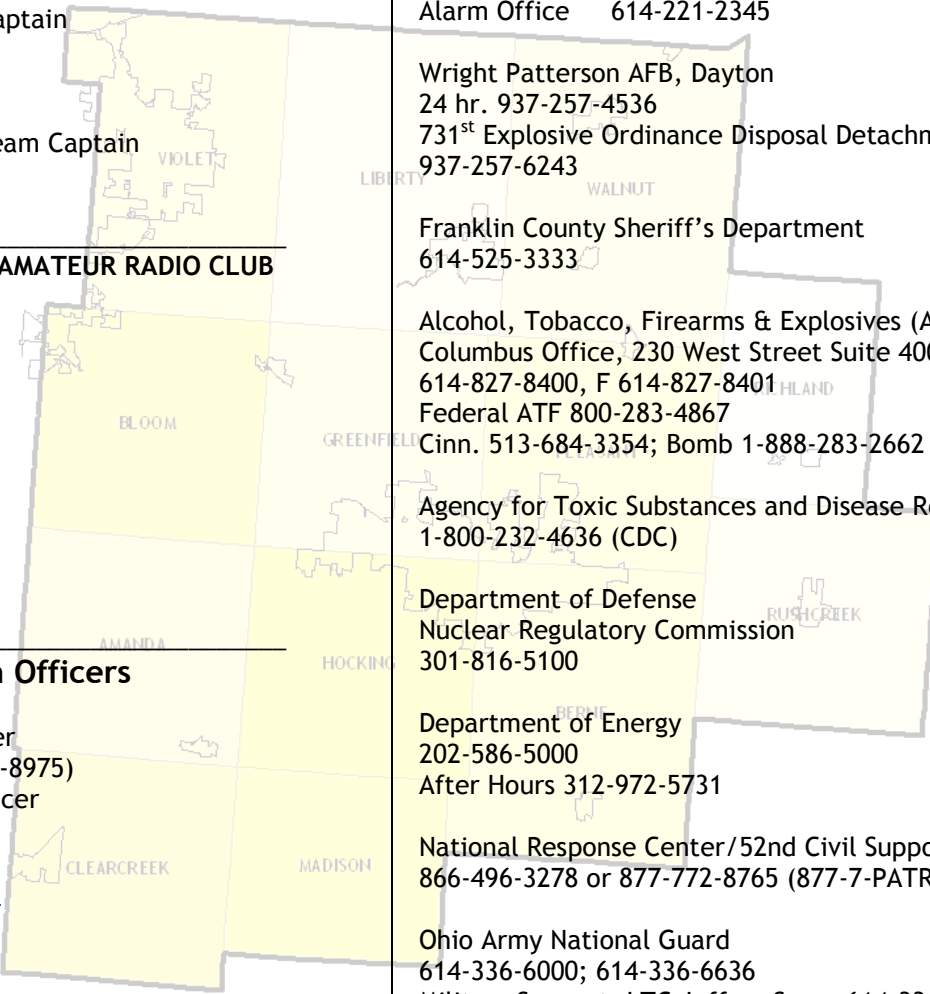 aptain
eam Captain
AMATEUR RADIO CLUB
Officers
er
-8975)
cer
Alarm Office 614-221-2345
Wright Patterson AFB, Dayton
24 hr. 937-257-4536
731st Explosive Ordinance Disposal Detachm
937-257-6243
Franklin County Sheriff’s Department
614-525-3333
Alcohol, Tobacco, Firearms & Explosives (A
Columbus Office, 230 West Street Suite 400
614-827-8400, F 614-827-8401
Federal ATF 800-283-4867
Cinn. 513-684-3354; Bomb 1-888-283-2662
Agency for Toxic Substances and Disease Re
1-800-232-4636 (CDC)
Department of Defense
Nuclear Regulatory Commission
301-816-5100
Department of Energy
202-586-5000
After Hours 312-972-5731
National Response Center/52nd Civil Suppo
866-496-3278 or 877-772-8765 (877-7-PATR
Ohio Army National Guard
614-336-6000; 614-336-6636
VIOLET
LIBERTY
WALNUT
BLOOM
GREENFIELD
PLEASANT
RICHLAND
AMANDA
HOCKING
BERNE
RUSHCREEK
CLEARCREEK
MADISON